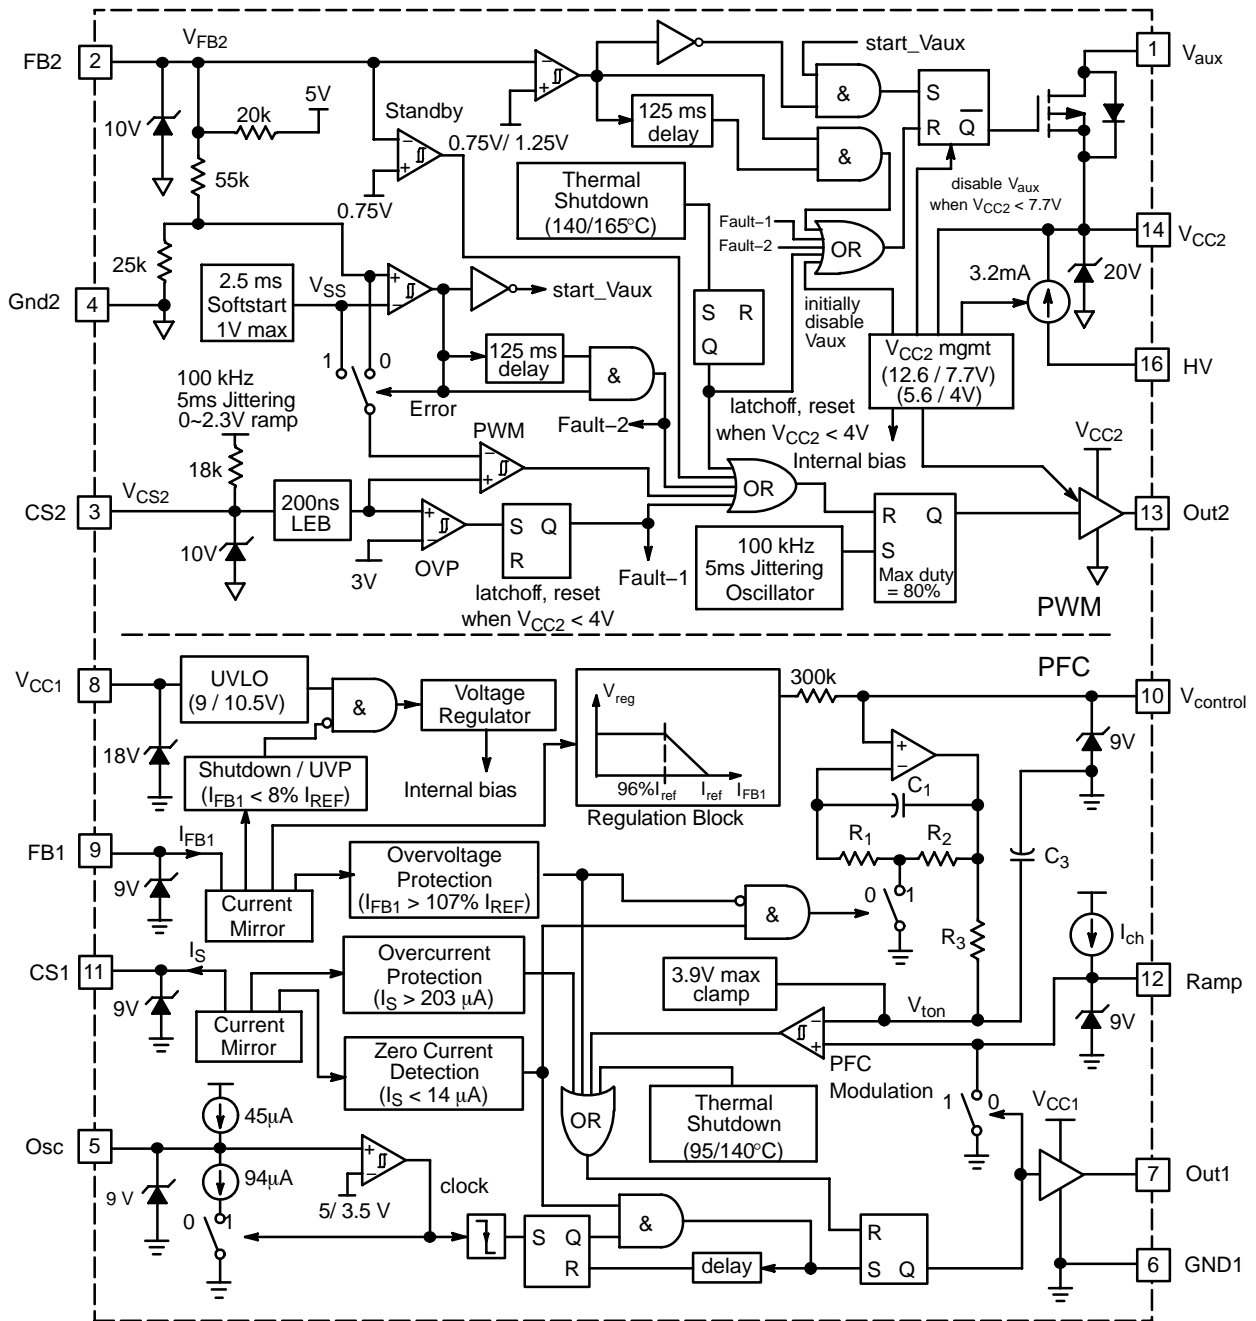 FB2
2
V_FB2
10V
20k
5V
55k
25k
Gnd2
4
Standby
0.75V
0.75V/ 1.25V
125 ms
delay
start_Vaux
&
&
S
R
Q
1
V_aux
disable V_aux
when V_CC2 < 7.7V
14
V_CC2
20V
3.2mA
16
HV
Thermal
Shutdown
(140/165°C)
Fault−1
Fault−2
OR
initially
disable
Vaux
V_CC2 mgmt
(12.6 / 7.7V)
(5.6 / 4V)
Internal bias
2.5 ms
Softstart
1V max
V_SS
start_Vaux
S
R
Q
latchoff, reset
when V_CC2 < 4V
125 ms
delay
&
1
0
Error
Fault−2
100 kHz
5ms Jittering
0~2.3V ramp
18k
CS2
3
V_CS2
10V
200ns
LEB
PWM
3V
OVP
S
Q
R
latchoff, reset
when V_CC2 < 4V
Fault−1
OR
100 kHz
5ms Jittering
Oscillator
R
Q
S
Max duty
= 80%
V_CC2
13
Out2
PWM
PFC
V_CC1
8
18V
UVLO
(9 / 10.5V)
&
Voltage
Regulator
Internal bias
Shutdown / UVP
(I_FB1 < 8% I_REF)
V_reg
96%I_ref
I_ref
I_FB1
Regulation Block
300k
10
V_control
9V
C_1
R_1
R_2
C_3
0
1
R_3
FB1
9
I_FB1
9V
Current
Mirror
Overvoltage
Protection
(I_FB1 > 107% I_REF)
&
I_ch
CS1
11
I_S
9V
Current
Mirror
Overcurrent
Protection
(I_S > 203 µA)
3.9V max
clamp
V_ton
12
Ramp
9V
Zero Current
Detection
(I_S < 14 µA)
PFC
Modulation
OR
Thermal
Shutdown
(95/140°C)
1
0
V_CC1
Osc
5
45µA
94µA
9 V
0
1
5/ 3.5 V
clock
S
Q
R
&
delay
R
S
Q
7
Out1
6
GND1